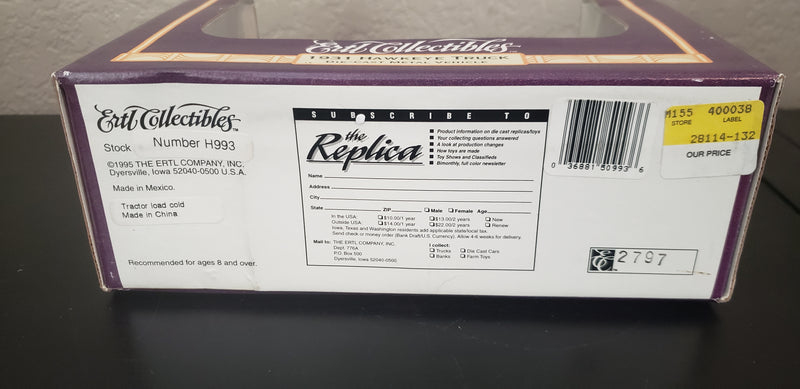 Ertl Collectibles
1931 HAWKEYE TRUCK
DIE-CAST METAL VEHICLE
Ertl Collectibles™
Stock Number H993
©1995 THE ERTL COMPANY, INC.
Dyersville, Iowa 52040-0500 U.S.A.
Made in Mexico.
Tractor load cold
Made in China
Recommended for ages 8 and over.
SUBSCRIBE TO
the
Replica
■ Product information on die cast replicas/toys
■ Your collecting questions answered
■ A look at production changes
■ How toys are made
■ Toy Shows and Classifieds
■ Bimonthly, full color newsletter
Name
Address
City
State ZIP ❑ Male ❑ Female Age
In the USA: ❑ $10.00/1 year ❑ $13.00/2 years ❑ New
Outside USA: ❑ $14.00/1 year ❑ $22.00/2 years ❑ Renew
Iowa, Texas and Washington residents add applicable state/local tax.
Send check or money order (Bank Draft/U.S. Currency). Allow 4-6 weeks for delivery.
Mail to: THE ERTL COMPANY, INC.
Dept. 776A
P.O. Box 500
Dyersville, Iowa 52040-0500
I collect:
❑ Trucks ❑ Die Cast Cars
❑ Banks ❑ Farm Toys
0 36881 50993 6
M155 400038
STORE LABEL
28114-132
OUR PRICE
2797